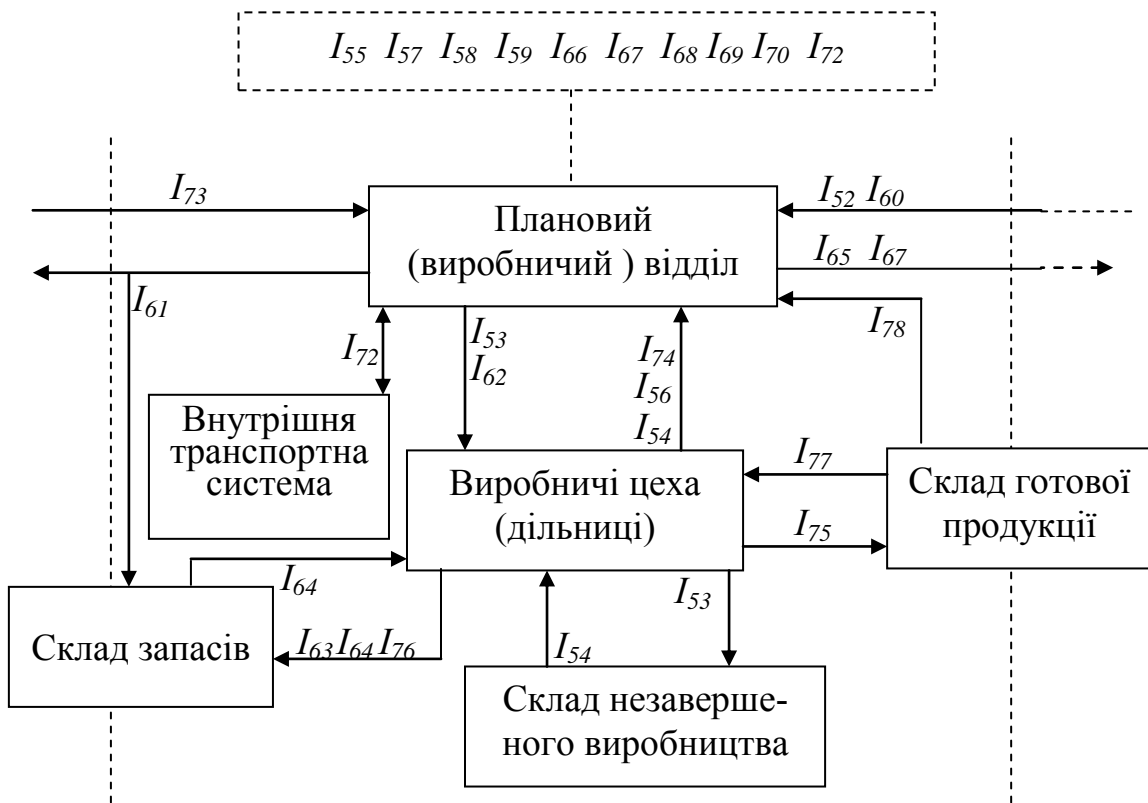 I55 I57 I58 I59 I66 I67 I68 I69 I70 I72
I73
Плановий
(виробничий ) відділ
I52 I60
I65 I67
I61
I78
I53
I62
I72
I74
I56
I54
Внутрішня
транспортна
система
Виробничі цеха
(дільниці)
I77
I75
Склад готової
продукції
I64
I53
Склад запасів
I63 I64 I76
I54
Склад незаверше-
ного виробництва